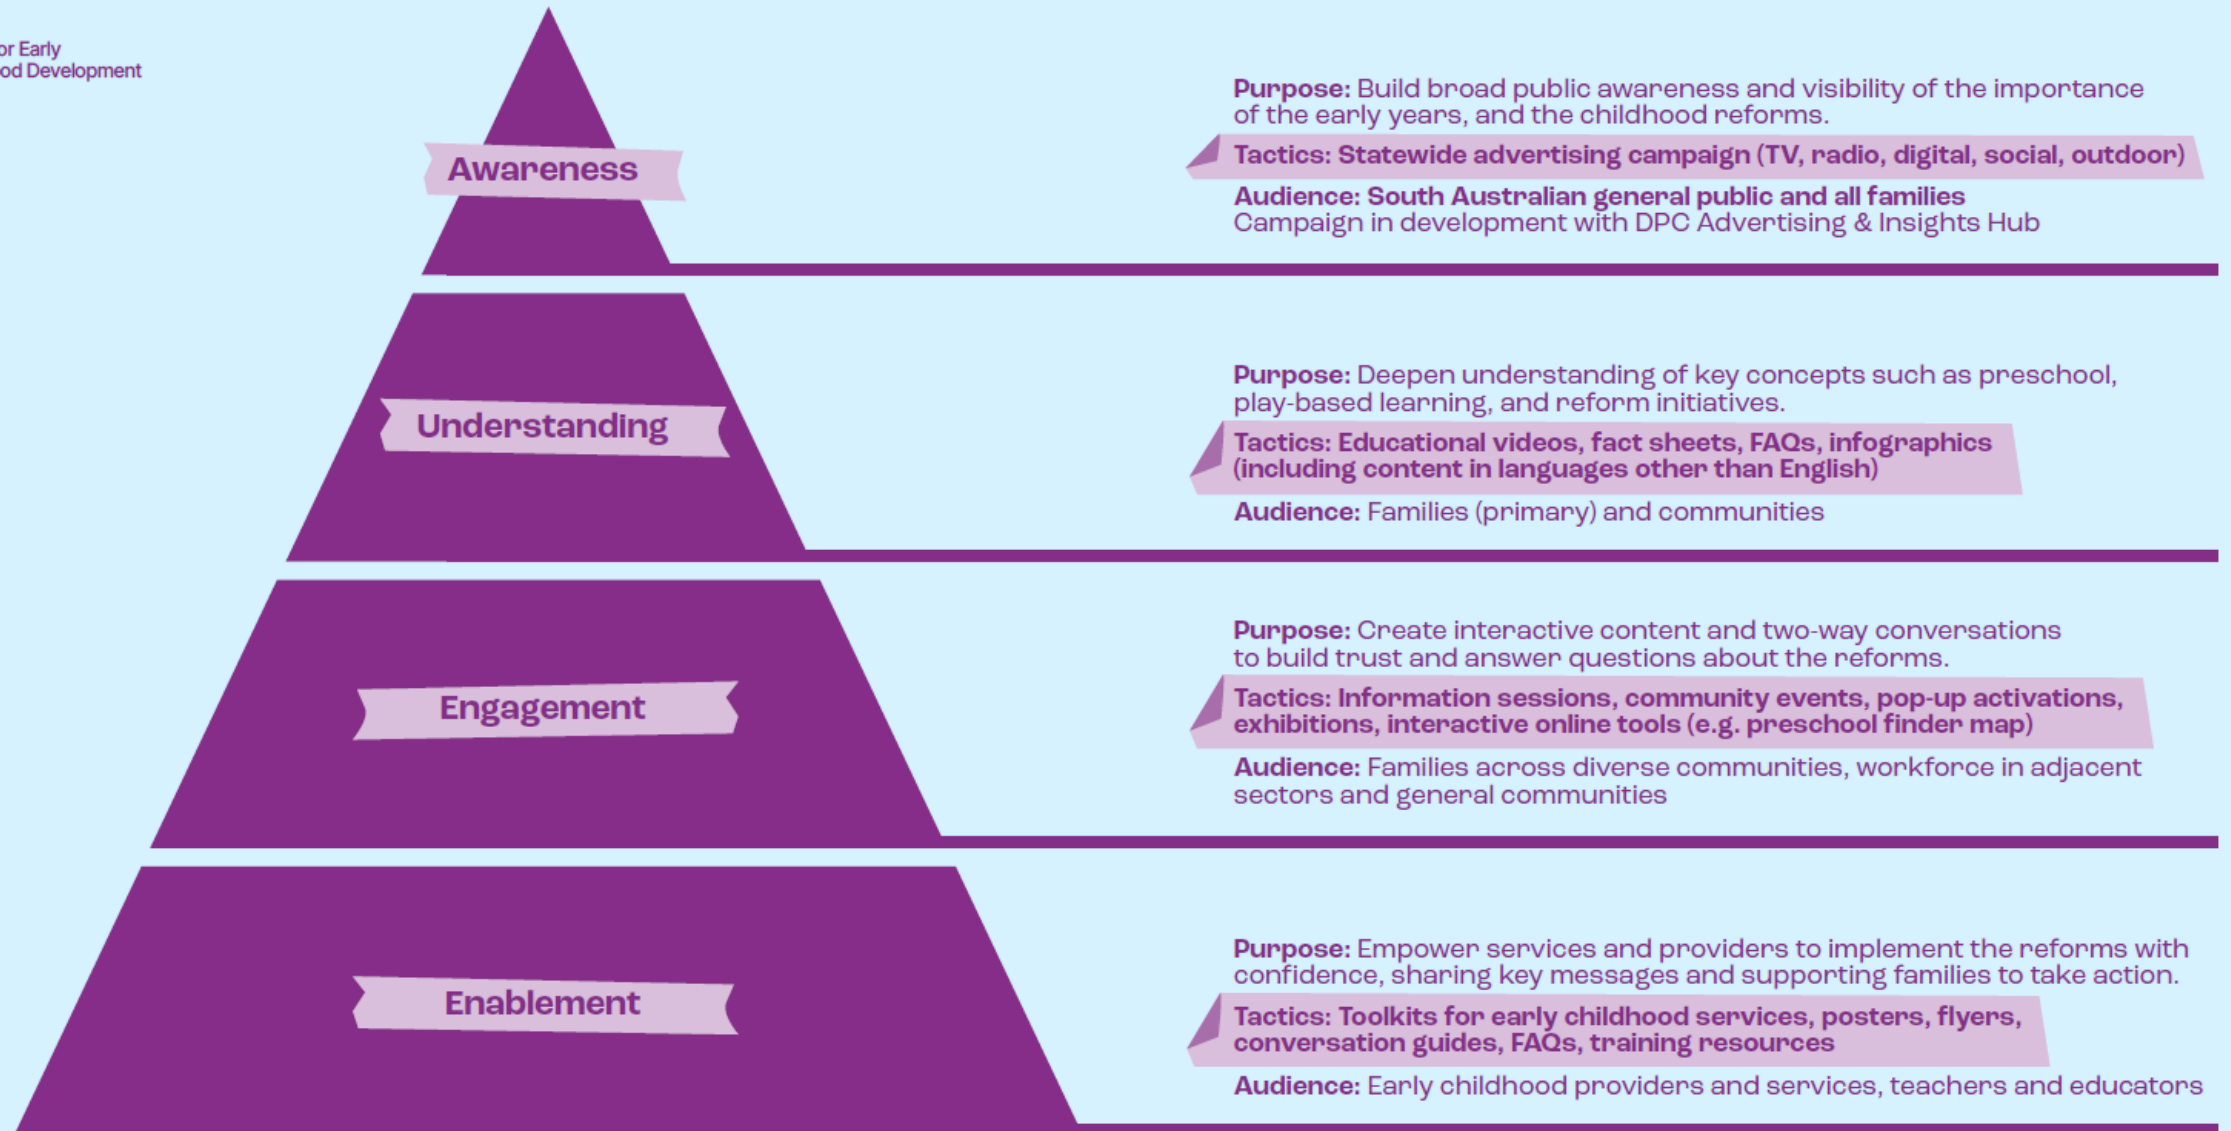 or Early
od Development
Awareness
Purpose: Build broad public awareness and visibility of the importance
of the early years, and the childhood reforms.
Tactics: Statewide advertising campaign (TV, radio, digital, social, outdoor)
Audience: South Australian general public and all families
Campaign in development with DPC Advertising & Insights Hub
Understanding
Purpose: Deepen understanding of key concepts such as preschool,
play-based learning, and reform initiatives.
Tactics: Educational videos, fact sheets, FAQs, infographics
(including content in languages other than English)
Audience: Families (primary) and communities
Engagement
Purpose: Create interactive content and two-way conversations
to build trust and answer questions about the reforms.
Tactics: Information sessions, community events, pop-up activations,
exhibitions, interactive online tools (e.g. preschool finder map)
Audience: Families across diverse communities, workforce in adjacent
sectors and general communities
Enablement
Purpose: Empower services and providers to implement the reforms with
confidence, sharing key messages and supporting families to take action.
Tactics: Toolkits for early childhood services, posters, flyers,
conversation guides, FAQs, training resources
Audience: Early childhood providers and services, teachers and educators